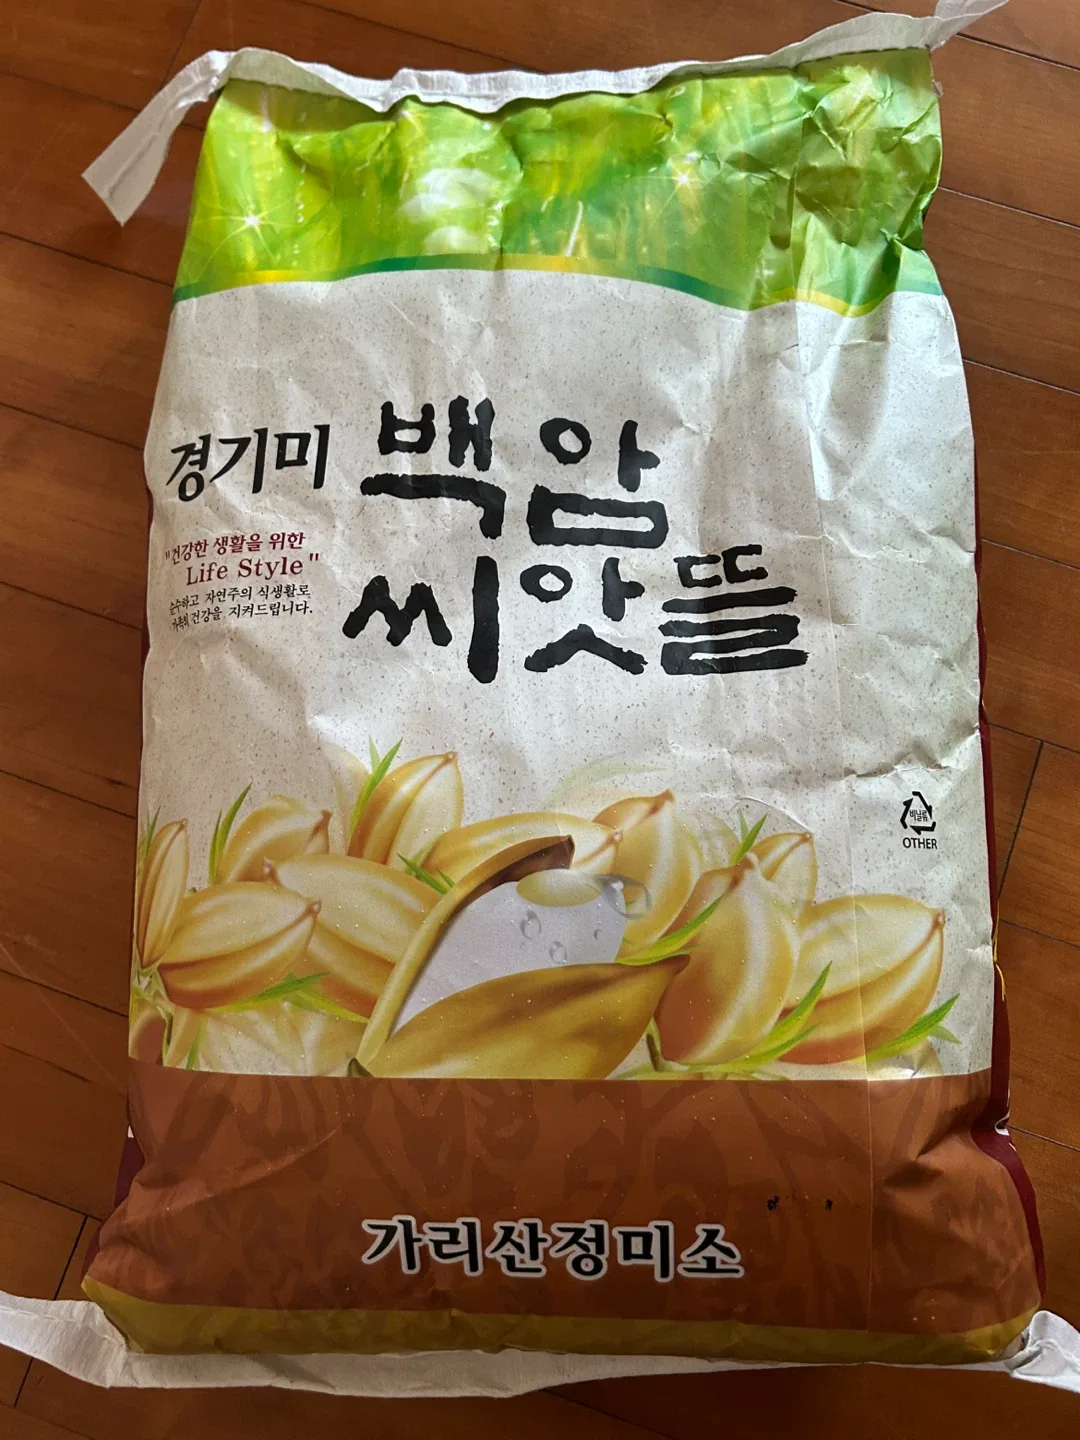 경기미
백암
씨앗뜰
"건강한 생활을 위한
Life Style"
순수하고 자연주의 식생활로
가족의 건강을 지켜드립니다.
비닐류
OTHER
가리산정미소